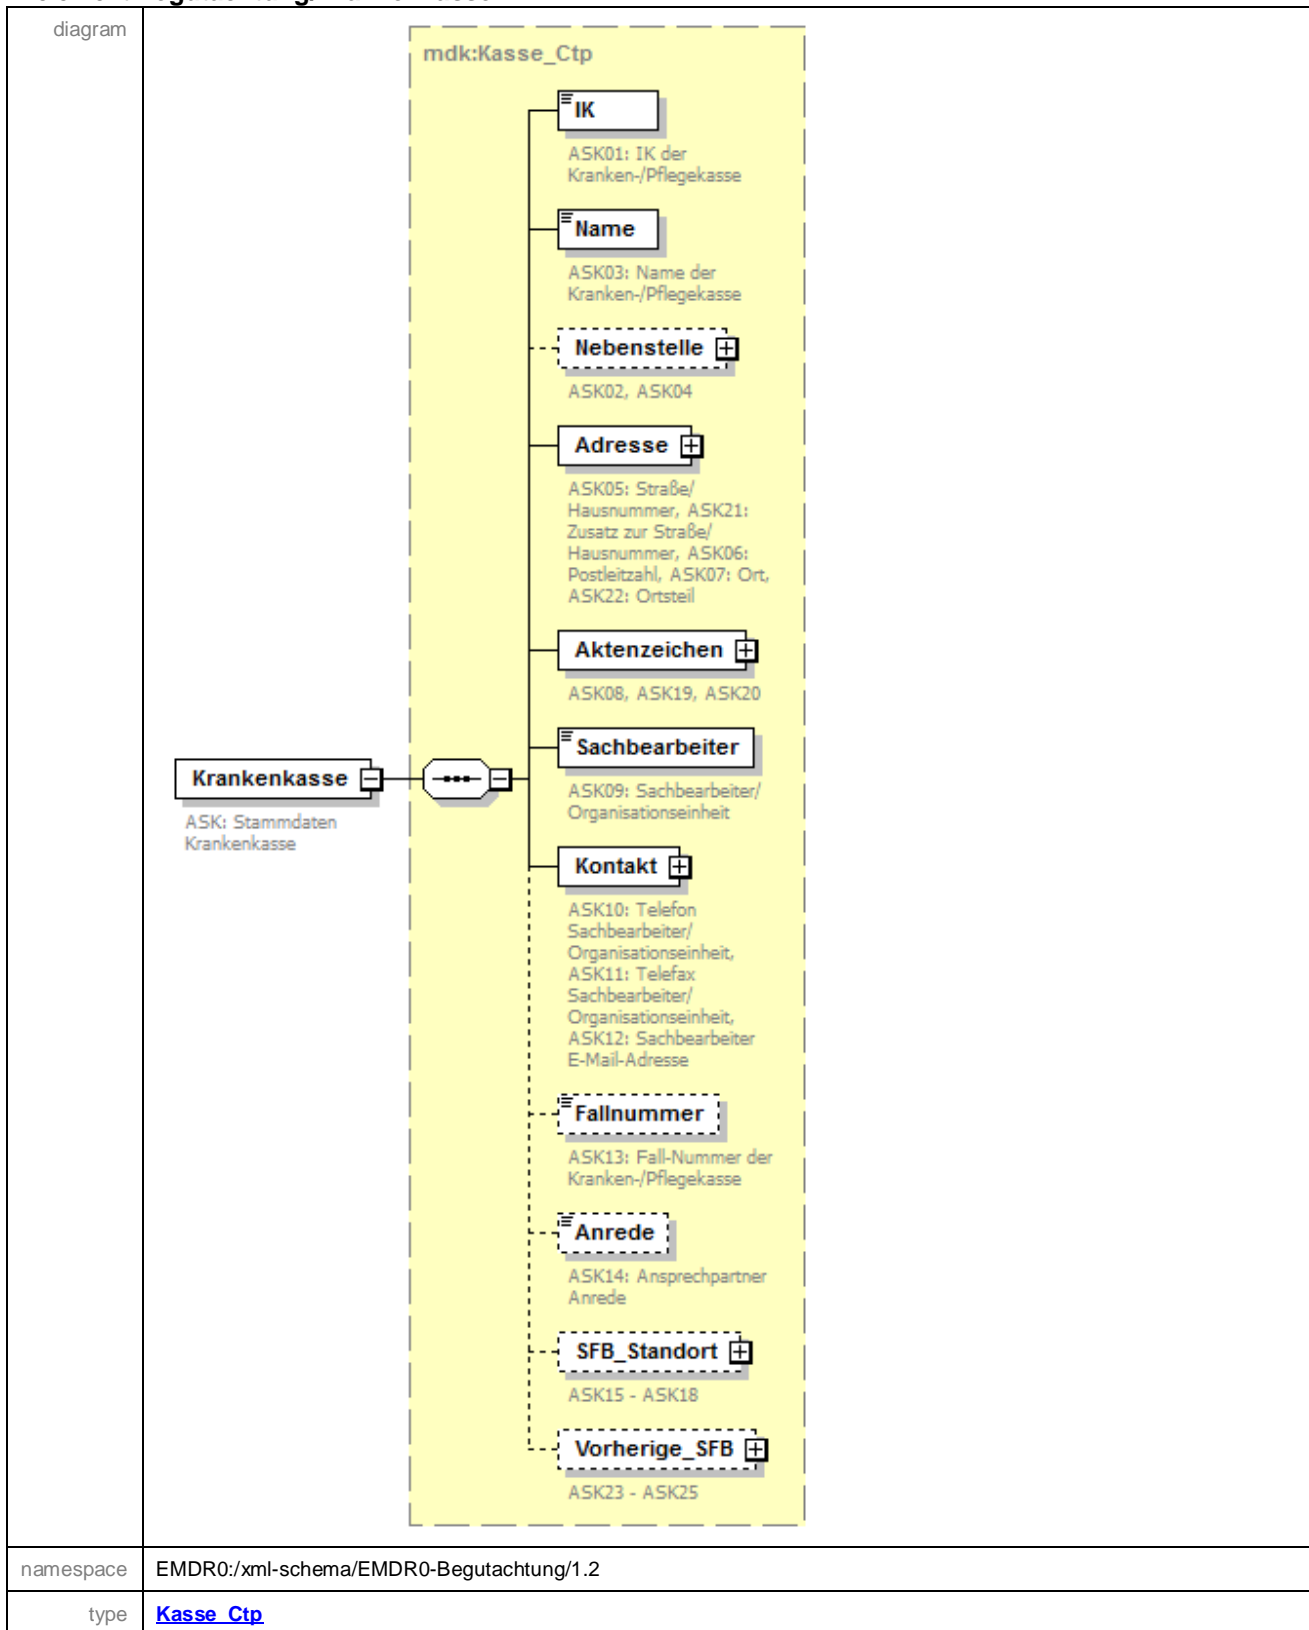 diagram
mdk:Kasse_Ctp
IK
ASK01: IK der
Kranken-/Pflegekasse
Name
ASK03: Name der
Kranken-/Pflegekasse
Nebenstelle
ASK02, ASK04
Adresse
ASK05: Straße/
Hausnummer, ASK21:
Zusatz zur Straße/
Hausnummer, ASK06:
Postleitzahl, ASK07: Ort,
ASK22: Ortsteil
Aktenzeichen
ASK08, ASK19, ASK20
Sachbearbeiter
ASK09: Sachbearbeiter/
Organisationseinheit
Krankenkasse
ASK: Stammdaten
Krankenkasse
Kontakt
ASK10: Telefon
Sachbearbeiter/
Organisationseinheit,
ASK11: Telefax
Sachbearbeiter/
Organisationseinheit,
ASK12: Sachbearbeiter
E-Mail-Adresse
Fallnummer
ASK13: Fall-Nummer der
Kranken-/Pflegekasse
Anrede
ASK14: Ansprechpartner
Anrede
SFB_Standort
ASK15 - ASK18
Vorherige_SFB
ASK23 - ASK25
namespace EMDR0:/xml-schema/EMDR0-Begutachtung/1.2
type Kasse_Ctp